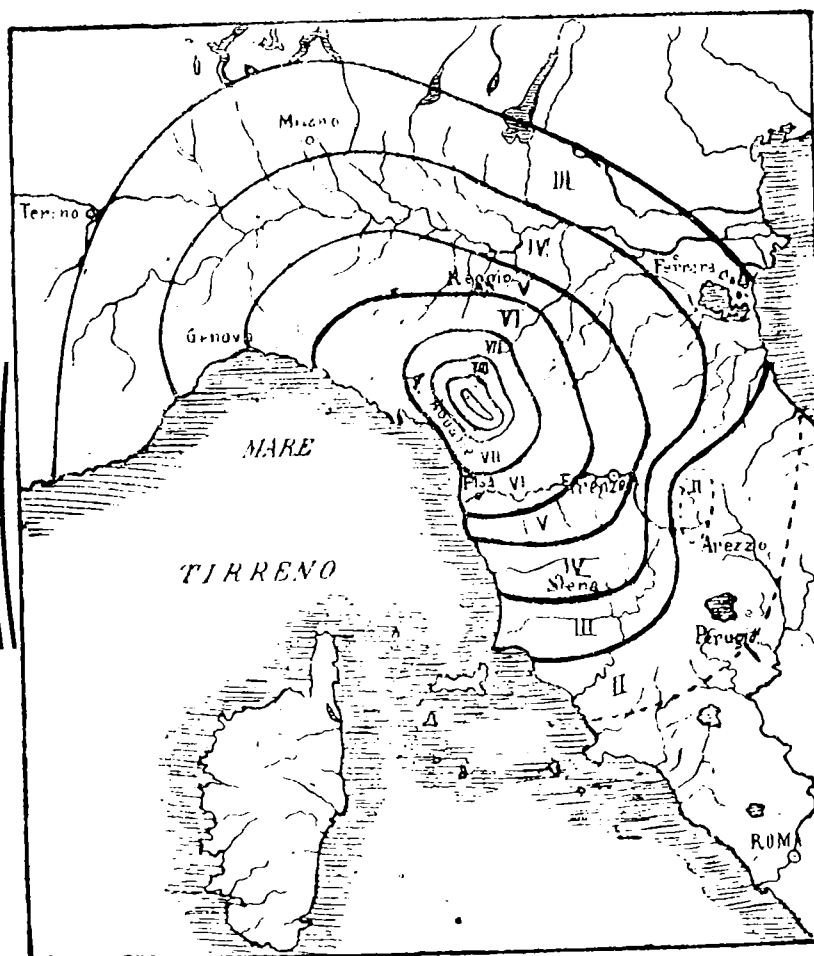 Milano
III
Torino
IV
Ferrara
Reggio
V
VI
Genova
VII
VIII
MARE
VII
Pisa
VI
Firenze
II
V
Arezzo
TIRRENO
IV
Siena
III
Perugia
II
ROMA